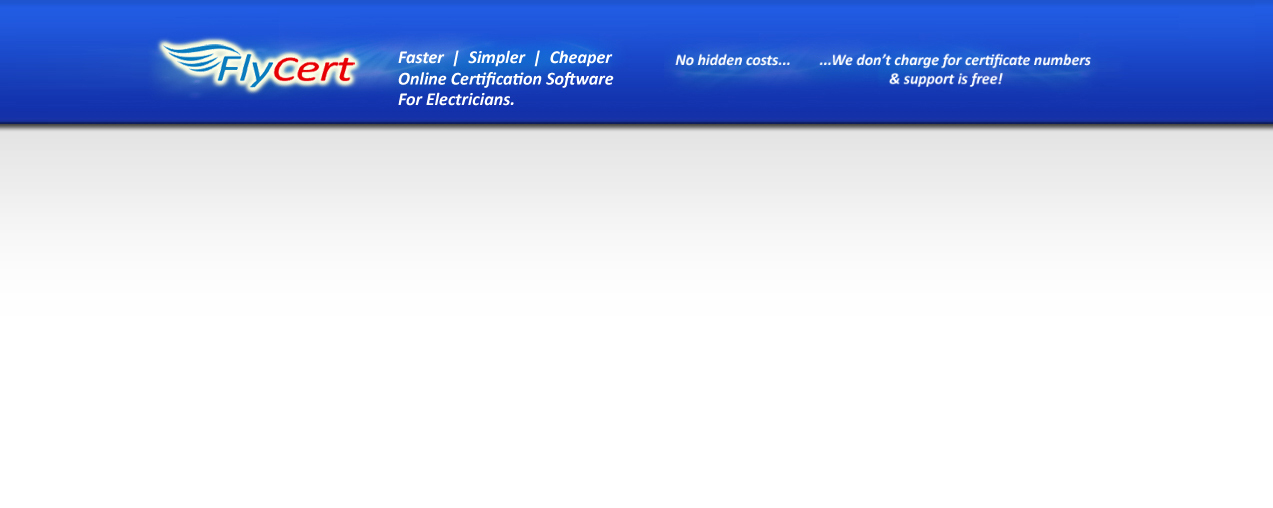 FlyCert
Faster | Simpler | Cheaper
Online Certification Software
For Electricians.
No hidden costs...
...We don't charge for certificate numbers
& support is free!